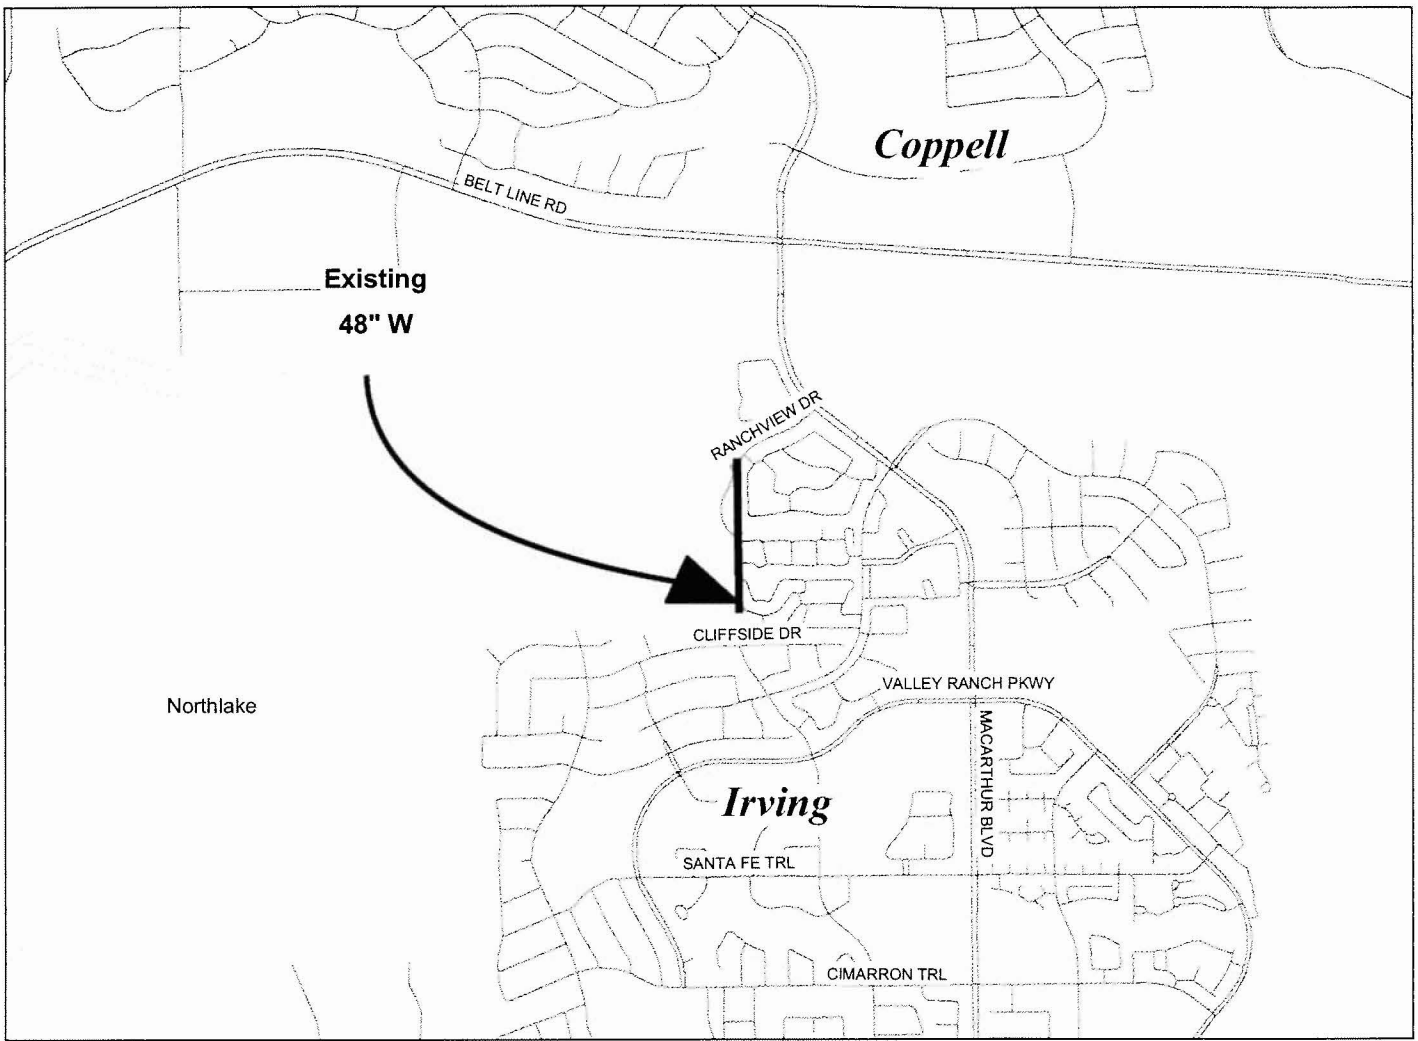 Coppell
BELT LINE RD
Existing
48" W
RANCHVIEW DR
CLIFFSIDE DR
VALLEY RANCH PKWY
Northlake
MACARTHUR BLVD
Irving
SANTA FE TRL
CIMARRON TRL